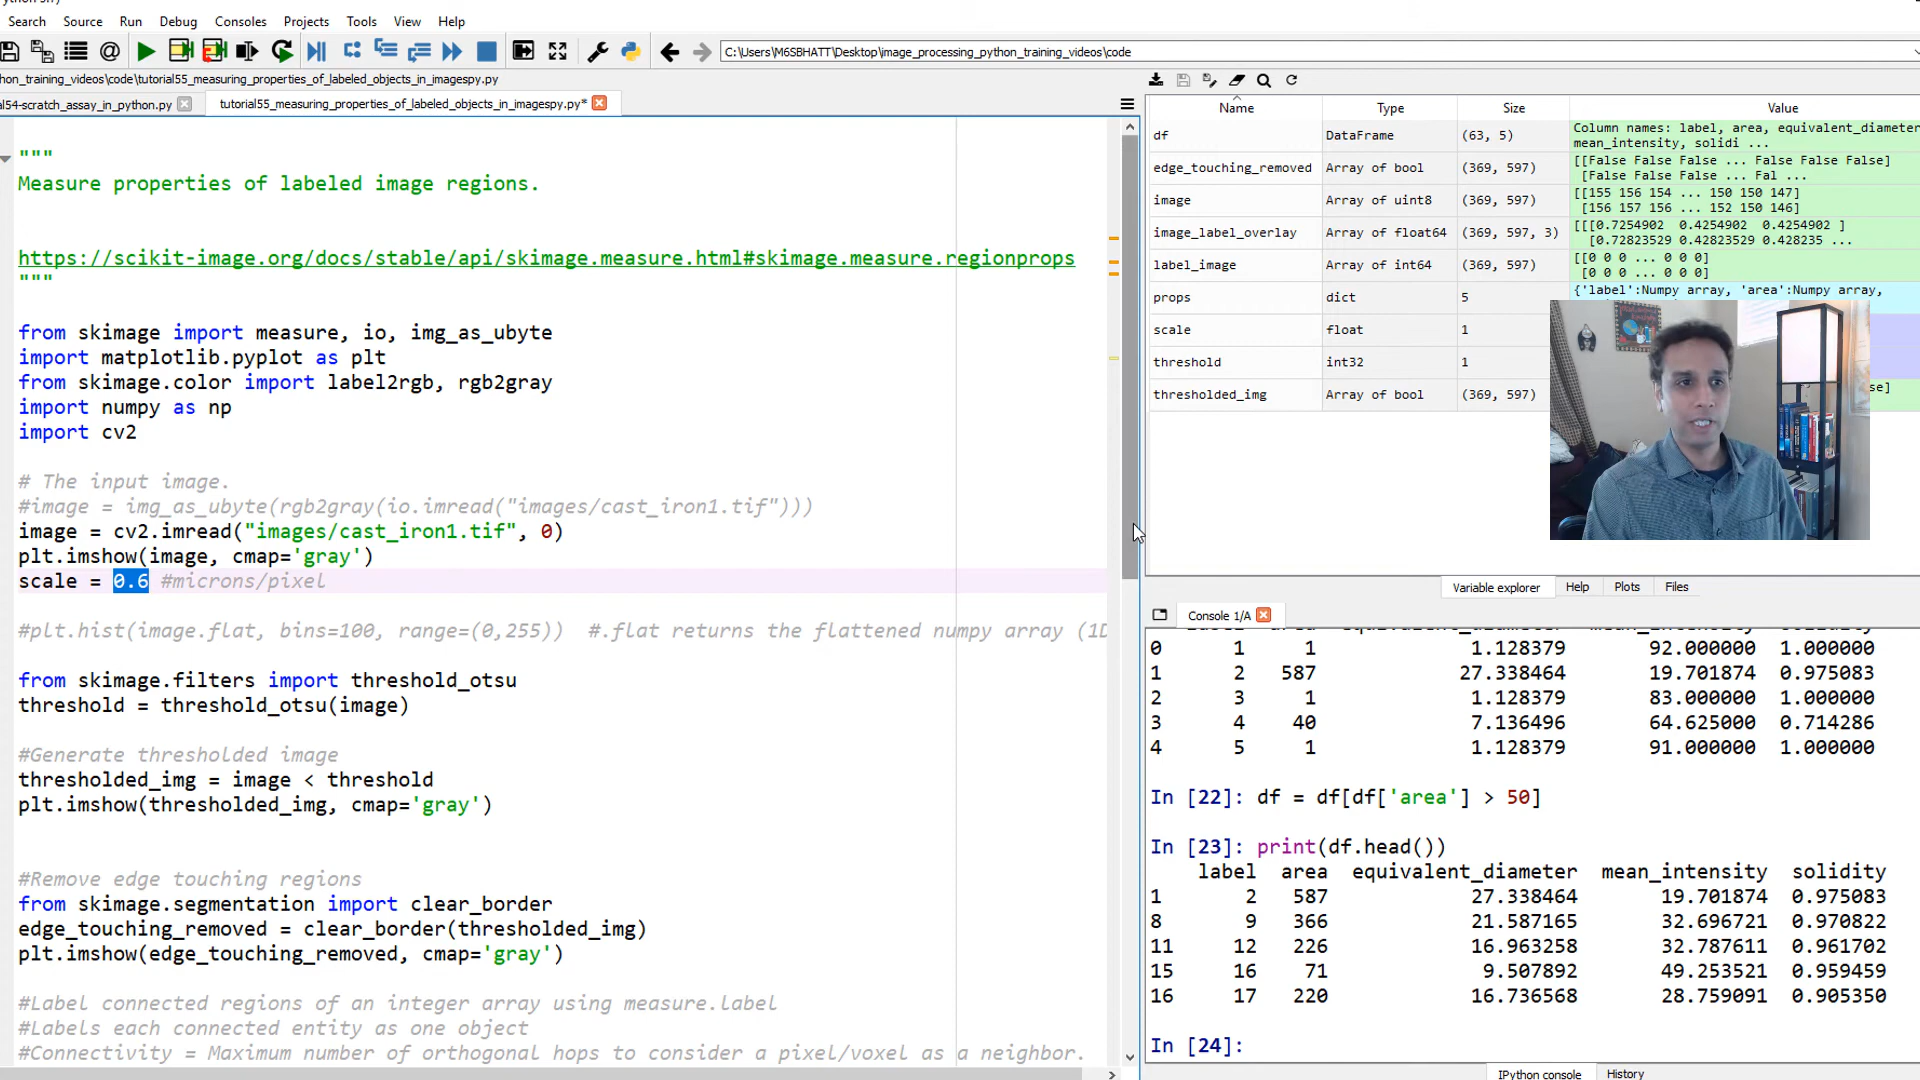 Search Source Run Debug Consoles Projects Tools View Help
C:\Users\M6SBHATT\Desktop\image_processing_python_training_videos\code
hon_training_videos\code\tutorial55_measuring_properties_of_labeled_objects_in_imagespy.py
al54-scratch_assay_in_python.py
tutorial55_measuring_properties_of_labeled_objects_in_imagespy.py*
"""
Measure properties of labeled image regions.
https://scikit-image.org/docs/stable/api/skimage.measure.html#skimage.measure.regionprops
"""
from skimage import measure, io, img_as_ubyte
import matplotlib.pyplot as plt
from skimage.color import label2rgb, rgb2gray
import numpy as np
import cv2
# The input image.
#image = img_as_ubyte(rgb2gray(io.imread("images/cast_iron1.tif")))
image = cv2.imread("images/cast_iron1.tif", 0)
plt.imshow(image, cmap='gray')
scale = 0.6 #microns/pixel
#plt.hist(image.flat, bins=100, range=(0,255)) #.flat returns the flattened numpy array (1D
from skimage.filters import threshold_otsu
threshold = threshold_otsu(image)
#Generate thresholded image
thresholded_img = image < threshold
plt.imshow(thresholded_img, cmap='gray')
#Remove edge touching regions
from skimage.segmentation import clear_border
edge_touching_removed = clear_border(thresholded_img)
plt.imshow(edge_touching_removed, cmap='gray')
#Label connected regions of an integer array using measure.label
#Labels each connected entity as one object
#Connectivity = Maximum number of orthogonal hops to consider a pixel/voxel as a neighbor.
Name Type Size Value
df DataFrame (63, 5) Column names: label, area, equivalent_diameter
mean_intensity, solidi ...
edge_touching_removed Array of bool (369, 597) [[False False False ... False False False]
[False False False ... Fal ...
image Array of uint8 (369, 597) [[155 156 154 ... 150 150 147]
[156 157 156 ... 152 150 146]
image_label_overlay Array of float64 (369, 597, 3) [[[0.7254902 0.4254902 0.4254902 ]
[0.72823529 0.42823529 0.428235 ...
label_image Array of int64 (369, 597) [[0 0 0 ... 0 0 0]
[0 0 0 ... 0 0 0]
props dict 5 {'label':Numpy array, 'area':Numpy array,
scale float 1
threshold int32 1
thresholded_img Array of bool (369, 597) se]
Variable explorer Help Plots Files
Console 1/A
0 1 1 1.128379 92.000000 1.000000
1 2 587 27.338464 19.701874 0.975083
2 3 1 1.128379 83.000000 1.000000
3 4 40 7.136496 64.625000 0.714286
4 5 1 1.128379 91.000000 1.000000
In [22]: df = df[df['area'] > 50]
In [23]: print(df.head())
label area equivalent_diameter mean_intensity solidity
1 2 587 27.338464 19.701874 0.975083
8 9 366 21.587165 32.696721 0.970822
11 12 226 16.963258 32.787611 0.961702
15 16 71 9.507892 49.253521 0.959459
16 17 220 16.736568 28.759091 0.905350
In [24]:
IPython console History